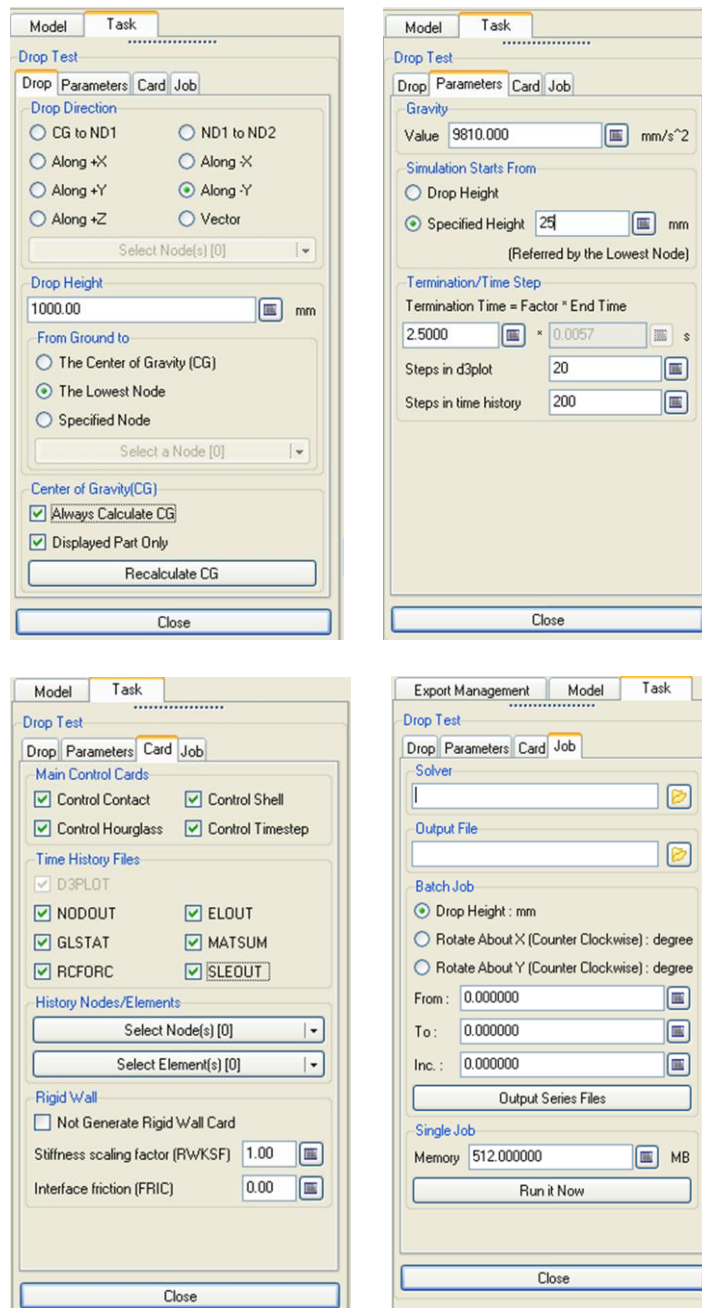 Model Task
Drop Test
Drop Parameters Card Job
Drop Direction
CG to ND1 ND1 to ND2
Along +X Along -X
Along +Y Along -Y
Along +Z Vector
Select Node(s) [0]
Drop Height
1000.00 mm
From Ground to
The Center of Gravity (CG)
The Lowest Node
Specified Node
Select a Node [0]
Center of Gravity(CG)
Always Calculate CG
Displayed Part Only
Recalculate CG
Close
Model Task
Drop Test
Drop Parameters Card Job
Gravity
Value 9810.000 mm/s^2
Simulation Starts From
Drop Height
Specified Height 25 mm
(Referred by the Lowest Node)
Termination/Time Step
Termination Time = Factor * End Time
2.5000 * 0.0057 s
Steps in d3plot 20
Steps in time history 200
Close
Model Task
Drop Test
Drop Parameters Card Job
Main Control Cards
Control Contact Control Shell
Control Hourglass Control Timestep
Time History Files
D3PLOT
NODOUT ELOUT
GLSTAT MATSUM
RCFORC SLEOUT
History Nodes/Elements
Select Node(s) [0]
Select Element(s) [0]
Rigid Wall
Not Generate Rigid Wall Card
Stiffness scaling factor (RWKSF) 1.00
Interface friction (FRIC) 0.00
Close
Export Management Model Task
Drop Test
Drop Parameters Card Job
Solver
Output File
Batch Job
Drop Height : mm
Rotate About X (Counter Clockwise) : degree
Rotate About Y (Counter Clockwise) : degree
From : 0.000000
To : 0.000000
Inc. : 0.000000
Output Series Files
Single Job
Memory 512.000000 MB
Run it Now
Close